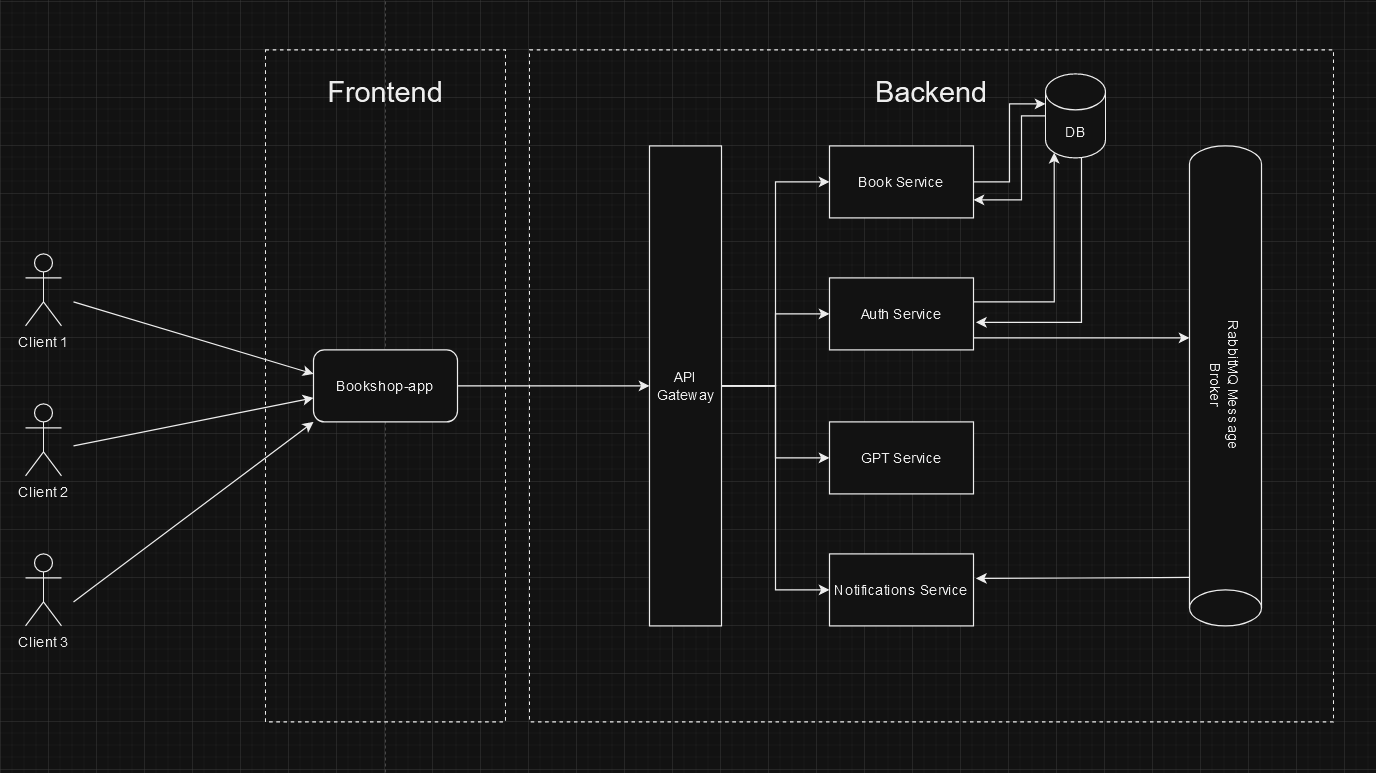 Frontend
Backend
DB
Book Service
Auth Service
Client 1
RabbitMQ Message
Broker
API
Gateway
Bookshop-app
GPT Service
Client 2
Notifications Service
Client 3